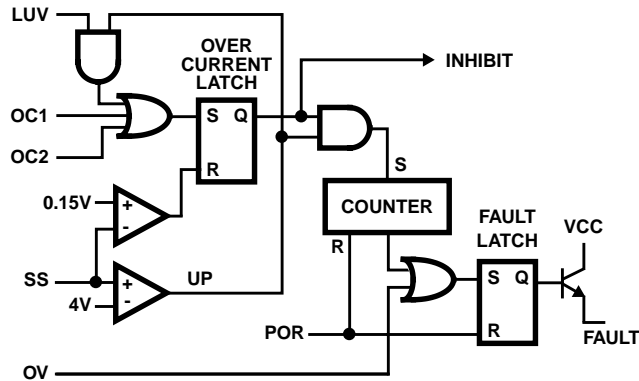 LUV
OVER
CURRENT
LATCH
INHIBIT
OC1
OC2
S Q
R
0.15V
+
-
S
COUNTER
R
FAULT
LATCH
VCC
SS
+
4V
-
UP
S Q
R
POR
FAULT
OV